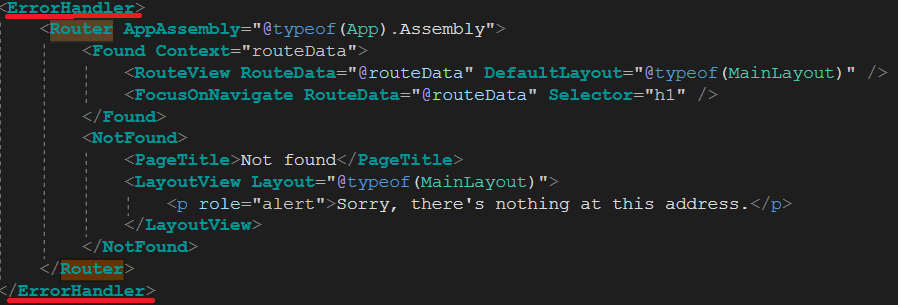 <ErrorHandler>
<Router AppAssembly="@typeof(App).Assembly">
<Found Context="routeData">
<RouteView RouteData="@routeData" DefaultLayout="@typeof(MainLayout)" />
<FocusOnNavigate RouteData="@routeData" Selector="h1" />
</Found>
<NotFound>
<PageTitle>Not found</PageTitle>
<LayoutView Layout="@typeof(MainLayout)">
<p role="alert">Sorry, there's nothing at this address.</p>
</LayoutView>
</NotFound>
</Router>
</ErrorHandler>